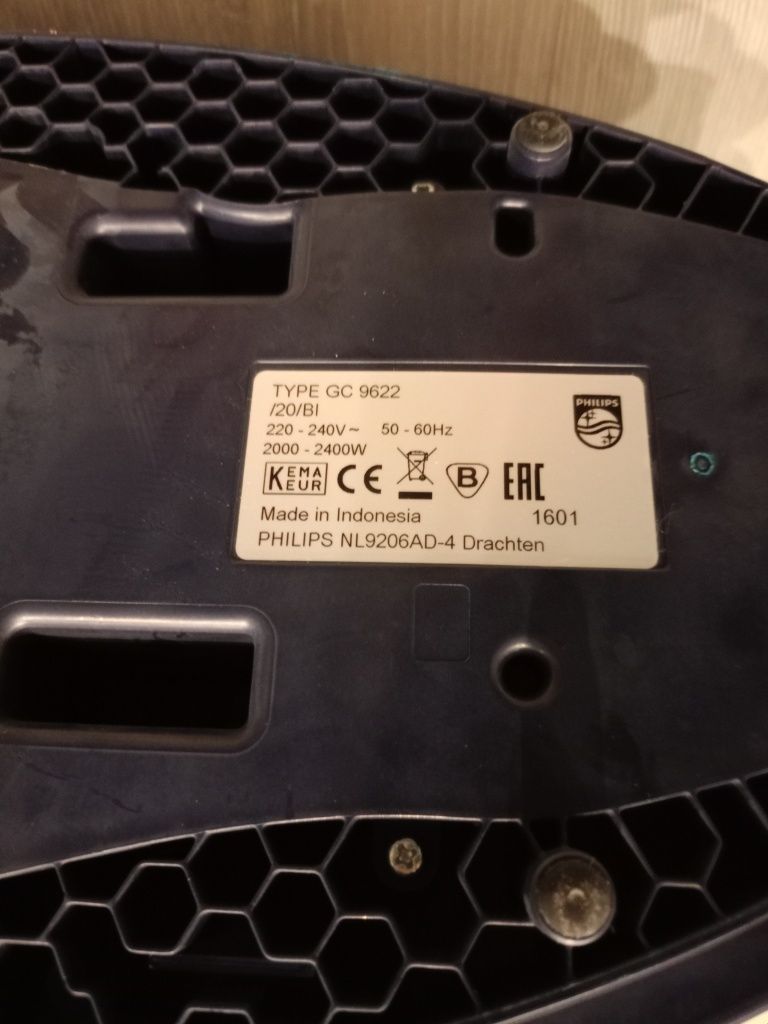 TYPE GC 9622
/20/BI
PHILIPS
220 - 240V~ 50 - 60Hz
2000 - 2400W
KEMA
KEUR
CE
B
EAC
Made in Indonesia 1601
PHILIPS NL9206AD-4 Drachten